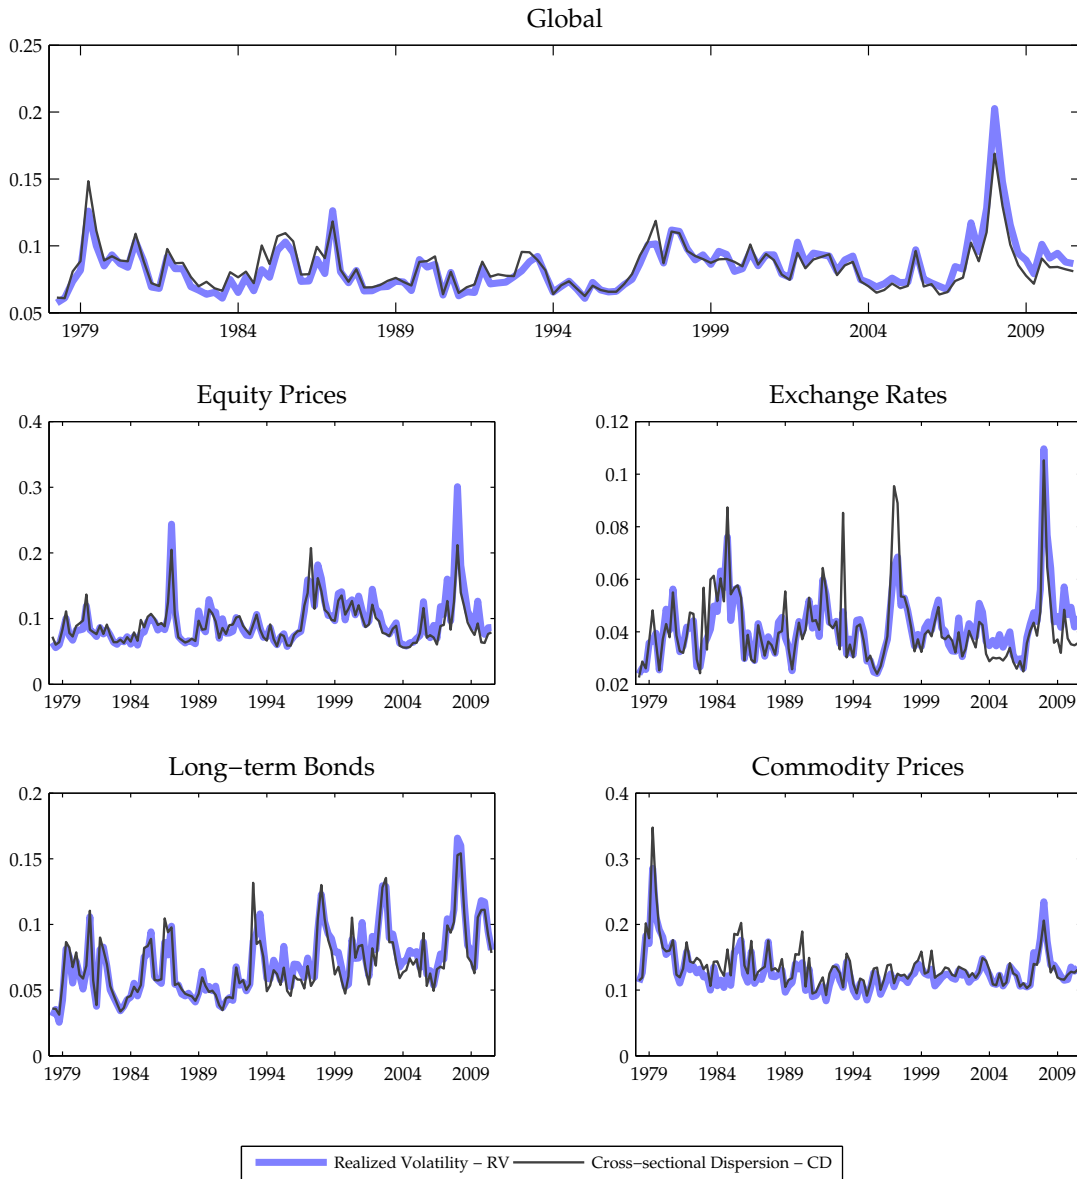 Global
0.25
0.2
0.15
0.1
0.05
1979 1984 1989 1994 1999 2004 2009
Equity Prices
0.4
0.3
0.2
0.1
0
1979 1984 1989 1994 1999 2004 2009
Exchange Rates
0.12
0.1
0.08
0.06
0.04
0.02
1979 1984 1989 1994 1999 2004 2009
Long−term Bonds
0.2
0.15
0.1
0.05
0
1979 1984 1989 1994 1999 2004 2009
Commodity Prices
0.4
0.3
0.2
0.1
0
1979 1984 1989 1994 1999 2004 2009
Realized Volatility − RV Cross−sectional Dispersion − CD